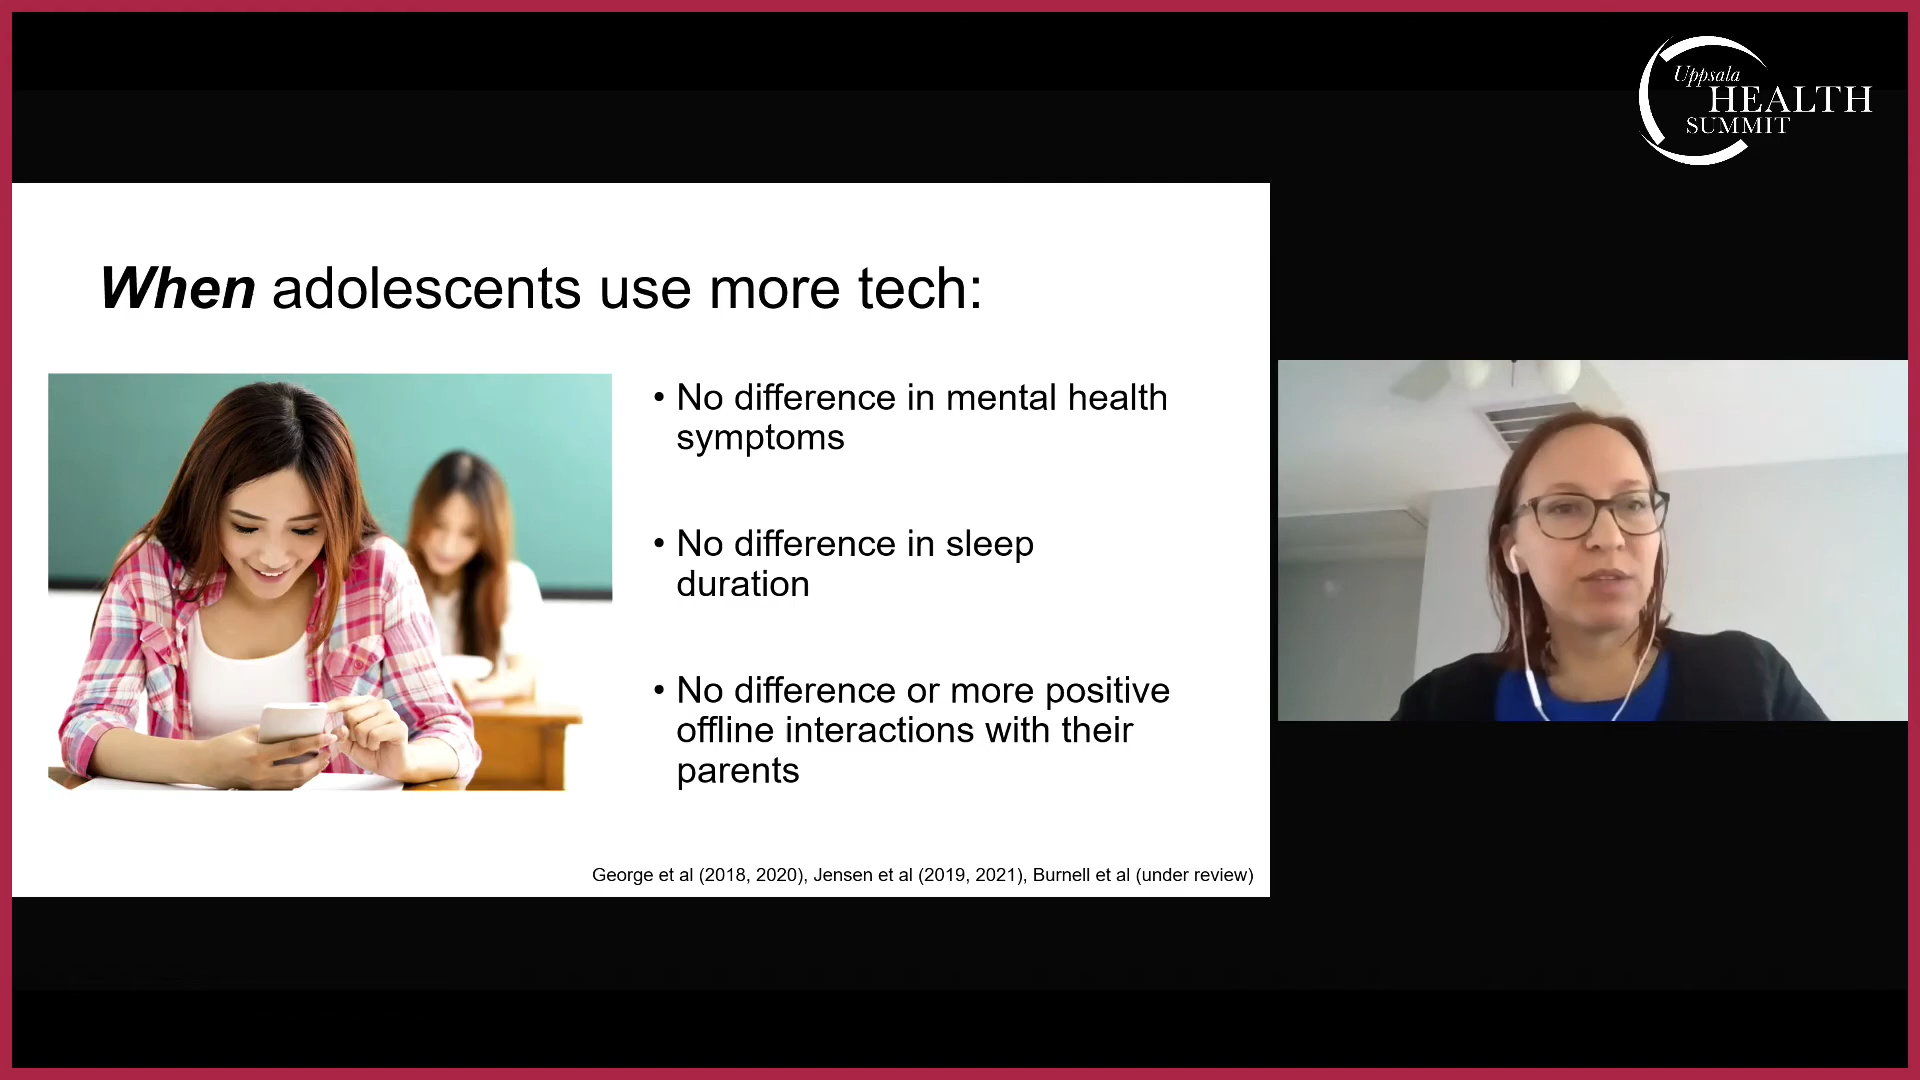 Uppsala
HEALTH
SUMMIT
When adolescents use more tech:
• No difference in mental health
symptoms
• No difference in sleep
duration
• No difference or more positive
offline interactions with their
parents
George et al (2018, 2020), Jensen et al (2019, 2021), Burnell et al (under review)